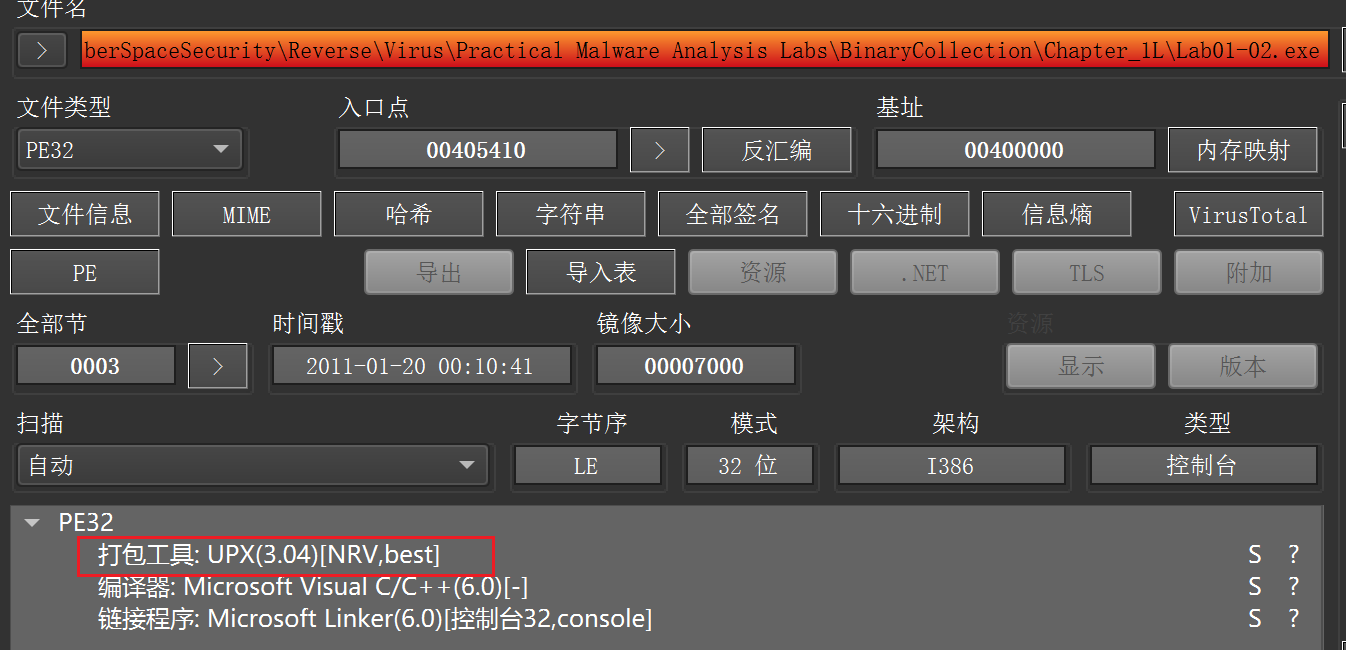 文件名
> berSpaceSecurity\Reverse\Virus\Practical Malware Analysis Labs\BinaryCollection\Chapter_1L\Lab01-02.exe
文件类型 入口点 基址
PE32 00405410 > 反汇编 00400000 内存映射
文件信息 MIME 哈希 字符串 全部签名 十六进制 信息熵 VirusTotal
PE 导出 导入表 资源 .NET TLS 附加
全部节 时间戳 镜像大小 资源
0003 > 2011-01-20 00:10:41 00007000 显示 版本
扫描 字节序 模式 架构 类型
自动 LE 32 位 I386 控制台
PE32
打包工具: UPX(3.04)[NRV,best] S ?
编译器: Microsoft Visual C/C++(6.0)[-] S ?
链接程序: Microsoft Linker(6.0)[控制台32,console] S ?